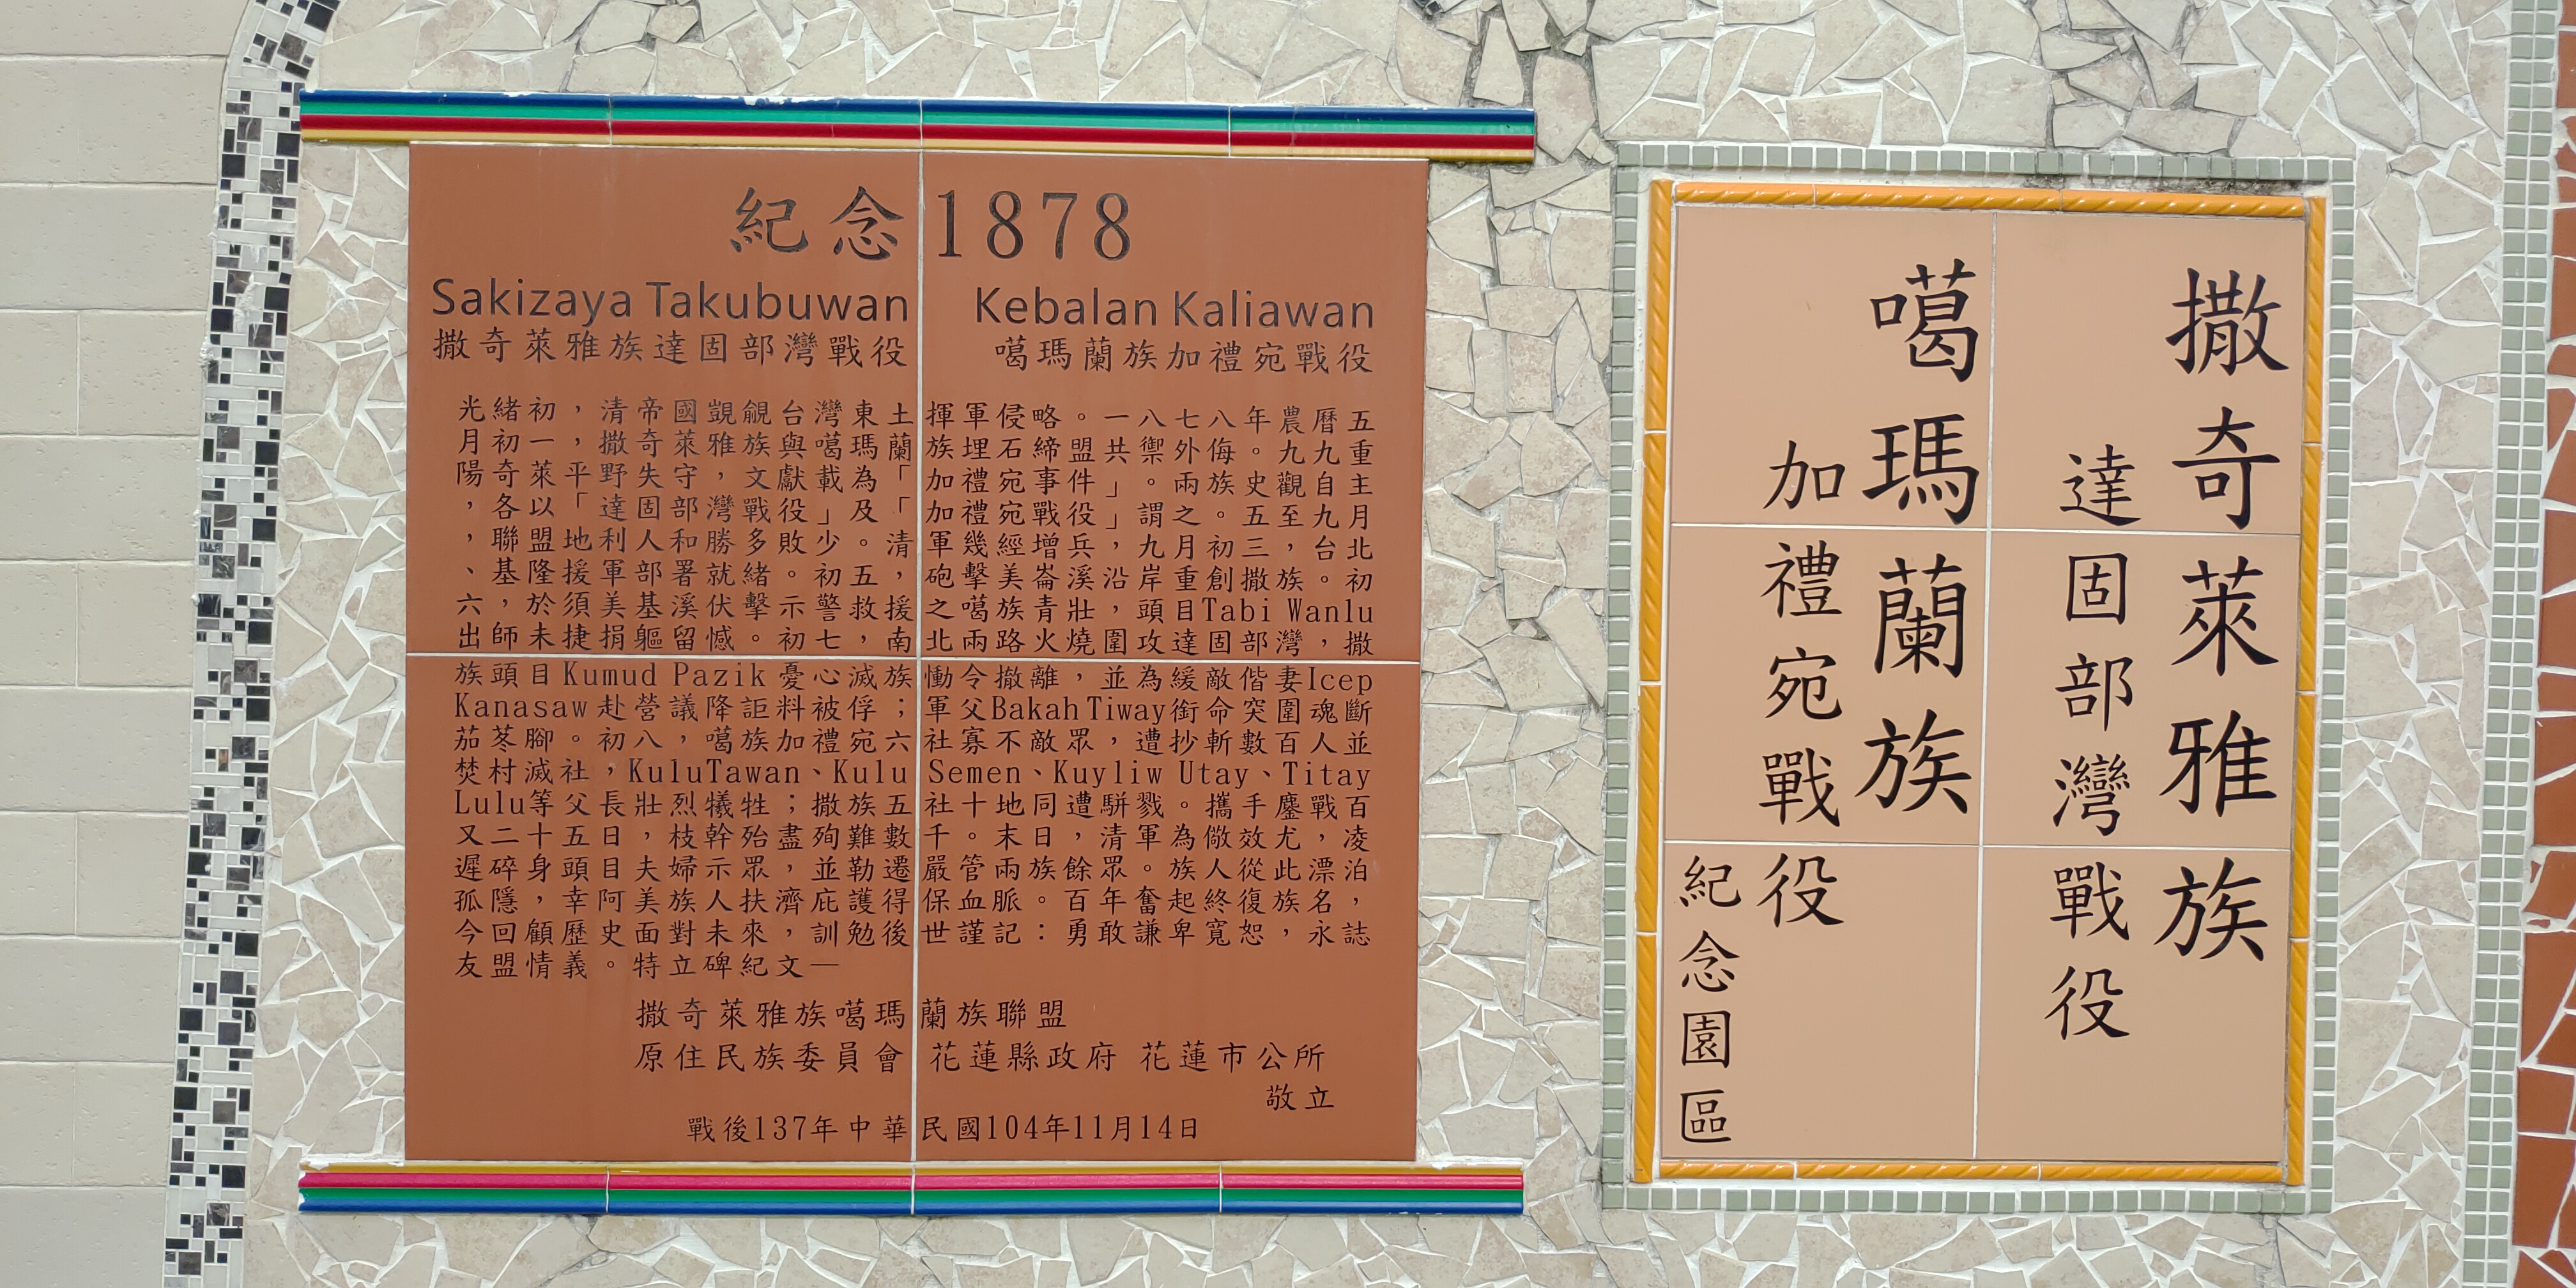 紀念1878
Sakizaya Takubuwan Kebalan Kaliawan
撒奇萊雅族達固部灣戰役 噶瑪蘭族加禮宛戰役
光緒初，清帝國覬覦台灣東土揮軍侵略。一八七八年農曆五
月初一，撒奇萊雅族與噶瑪蘭族埋石締盟共禦外侮。九九重
陽奇萊平野失守，文獻載為「加禮宛事件」。兩族史觀自主
，各以「達固部灣戰役」及「加禮宛戰役」謂之。五至九月
，聯盟地利人和勝多敗少。清軍幾經增兵，九月初三，台北
、基隆援軍部署就緒。初五，砲擊美崙溪沿岸重創撒族。初
六，於須美基溪伏擊示警救援之噶族青壯，頭目Tabi Wanlu
出師未捷捐軀留憾。初七，南北兩路火燒圍攻達固部灣，撒
族頭目Kumud Pazik憂心滅族慟令撤離，並為緩敵偕妻Icep
Kanasaw赴營議降詎料被俘；軍父Bakah Tiway銜命突圍魂斷
茄苳腳。初八，噶族加禮宛六社寡不敵眾，遭抄斬數百人並
焚村滅社，KuluTawan、Kulu Semen、Kuyliw Utay、Titay
Lulu等父長壯烈犧牲；撒族五社十地同遭駢戮。攜手鏖戰百
又二十五日，枝幹殆盡殉難數千。末日，清軍為儆效尤，凌
遲碎身頭目夫婦示眾，並勒遷嚴管兩族餘眾。族人從此漂泊
孤隱，幸阿美族人扶濟庇護得保血脈。百年奮起終復族名，
今回顧歷史面對未來，訓勉後世謹記：勇敢謙卑寬恕，永誌
友盟情義。特立碑紀文—
撒奇萊雅族噶瑪蘭族聯盟
原住民族委員會 花蓮縣政府 花蓮市公所
敬立
戰後137年中華民國104年11月14日
撒奇萊雅族
達固部灣戰役
噶瑪蘭族
加禮宛戰役
紀念園區